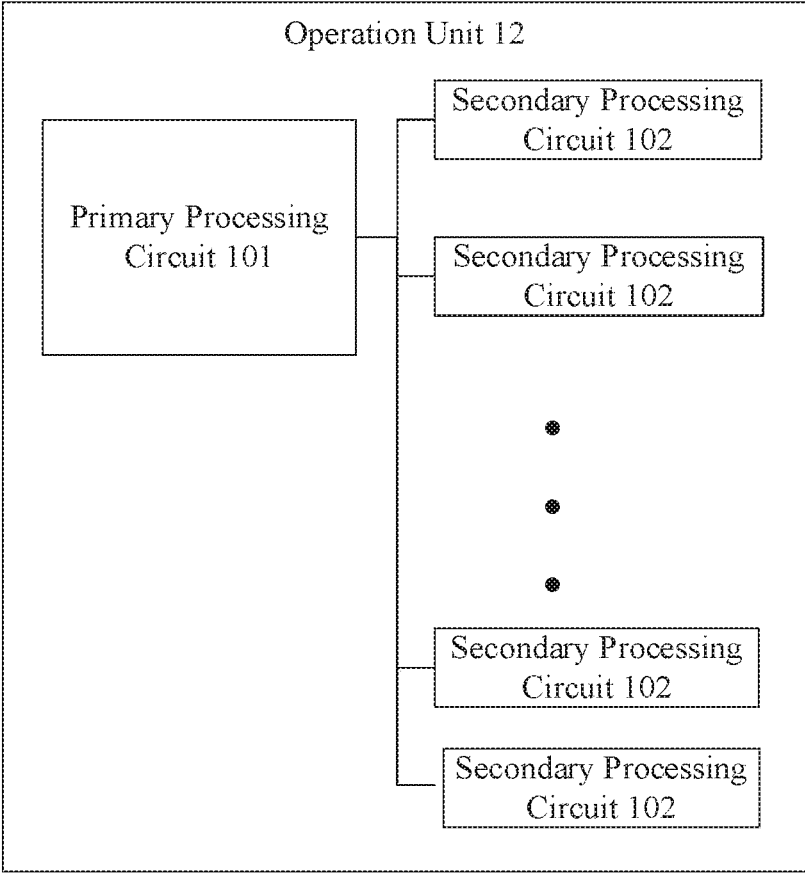 Operation Unit 12
Primary Processing
Circuit 101
Secondary Processing
Circuit 102
Secondary Processing
Circuit 102
Secondary Processing
Circuit 102
Secondary Processing
Circuit 102